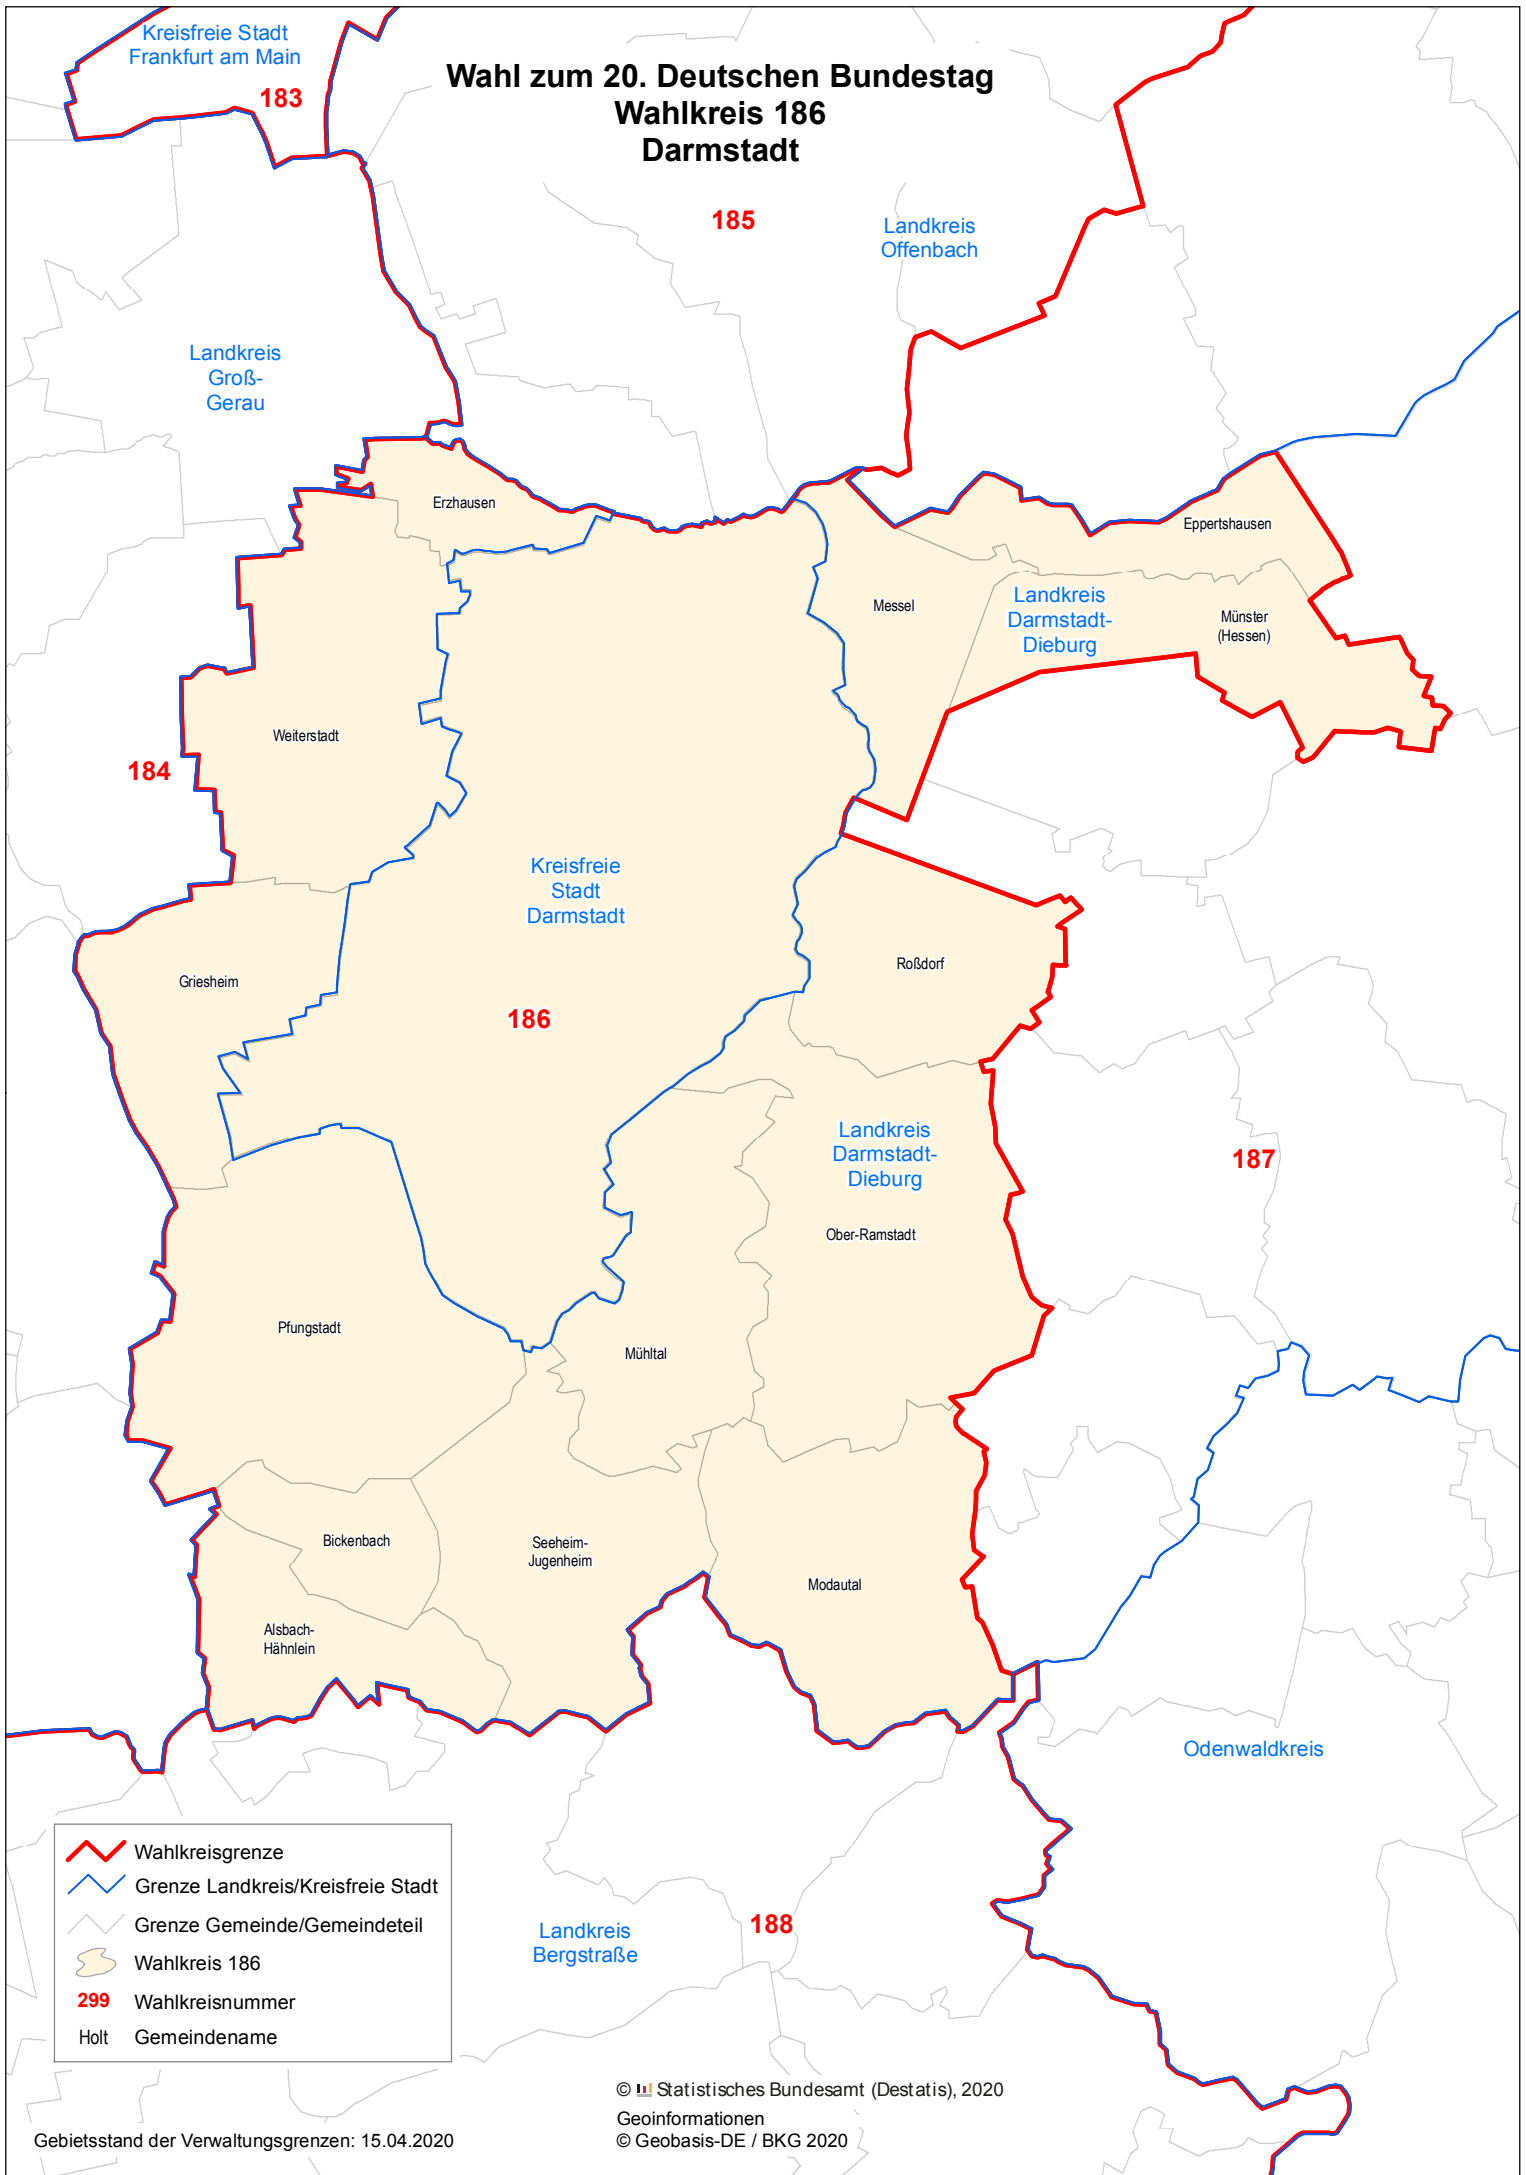 Kreisfreie Stadt
Frankfurt am Main
183
Wahl zum 20. Deutschen Bundestag
Wahlkreis 186
Darmstadt
185
Landkreis
Offenbach
Landkreis
Groß-
Gerau
Erzhausen
Eppertshausen
Messel
Landkreis
Darmstadt-
Dieburg
Münster
(Hessen)
Weiterstadt
184
Kreisfreie
Stadt
Darmstadt
Roßdorf
Griesheim
186
Landkreis
Darmstadt-
Dieburg
187
Ober-Ramstadt
Pfungstadt
Mühltal
Bickenbach
Seeheim-
Jugenheim
Modautal
Alsbach-
Hähnlein
Odenwaldkreis
Wahlkreisgrenze
Grenze Landkreis/Kreisfreie Stadt
Grenze Gemeinde/Gemeindeteil
Wahlkreis 186
299 Wahlkreisnummer
Holt Gemeindename
Landkreis
Bergstraße
188
© Statistisches Bundesamt (Destatis), 2020
Geoinformationen
© Geobasis-DE / BKG 2020
Gebietsstand der Verwaltungsgrenzen: 15.04.2020